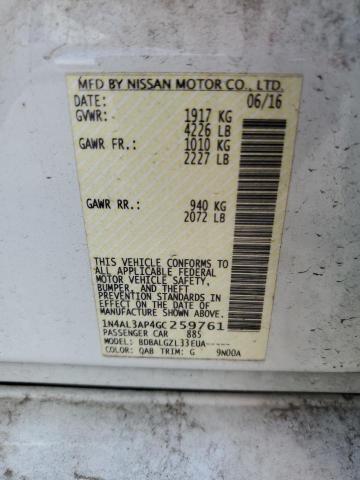 MFD BY NISSAN MOTOR CO., LTD.
DATE: 06/16
GVWR: 1917 KG
4226 LB
GAWR FR.: 1010 KG
2227 LB
GAWR RR.: 940 KG
2072 LB
THIS VEHICLE CONFORMS TO
ALL APPLICABLE FEDERAL
MOTOR VEHICLE SAFETY,
BUMPER, AND THEFT
PREVENTION STANDARDS IN
EFFECT ON THE DATE OF
MANUFACTURE SHOWN ABOVE.
1N4AL3AP4GC259761
PASSENGER CAR 885
MODEL: BDBALGZL33EUA-----
COLOR: QAB TRIM: G 9N00A